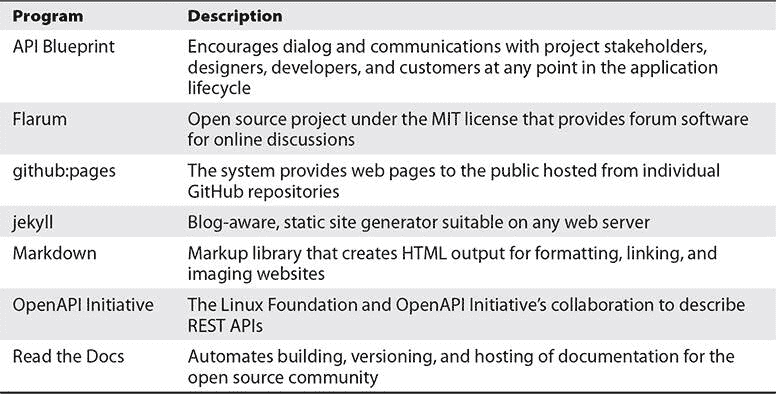 Program Description
API Blueprint Encourages dialog and communications with project stakeholders,
designers, developers, and customers at any point in the application
lifecycle
Flarum Open source project under the MIT license that provides forum software
for online discussions
github:pages The system provides web pages to the public hosted from individual
GitHub repositories
jekyll Blog-aware, static site generator suitable on any web server
Markdown Markup library that creates HTML output for formatting, linking, and
imaging websites
OpenAPI Initiative The Linux Foundation and OpenAPI Initiative's collaboration to describe
REST APIs
Read the Docs Automates building, versioning, and hosting of documentation for the
open source community